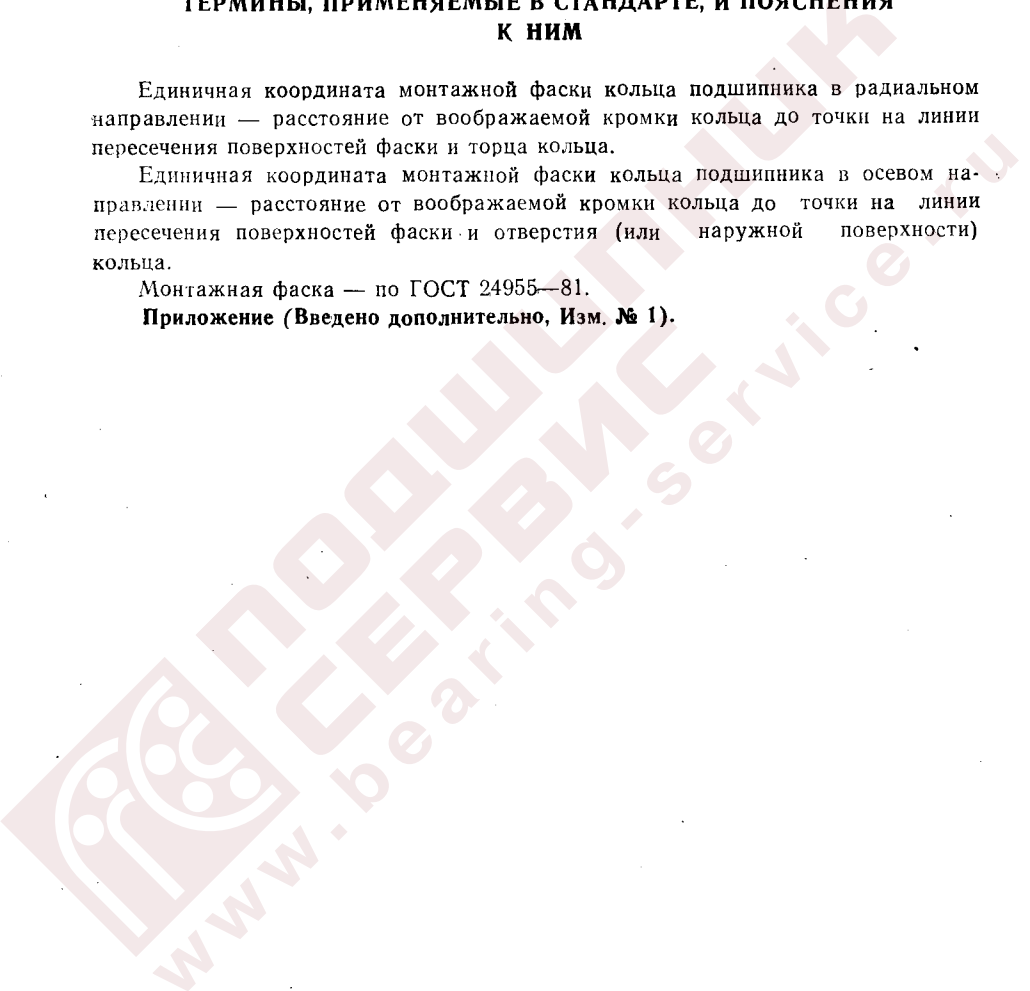 ТЕРМИНЫ, ПРИМЕНЯЕМЫЕ В СТАНДАРТЕ, И ПОЯСНЕНИЯ
К НИМ
Единичная координата монтажной фаски кольца подшипника в радиальном
направлении — расстояние от воображаемой кромки кольца до точки на линии
пересечения поверхностей фаски и торца кольца.
Единичная координата монтажной фаски кольца подшипника в осевом на-
правлении — расстояние от воображаемой кромки кольца до точки на линии
пересечения поверхностей фаски и отверстия (или наружной поверхности)
кольца.
Монтажная фаска — по ГОСТ 24955—81.
Приложение (Введено дополнительно, Изм. № 1).
ПОДШИПНИК
СЕРВИС
www.bearing-service.ru